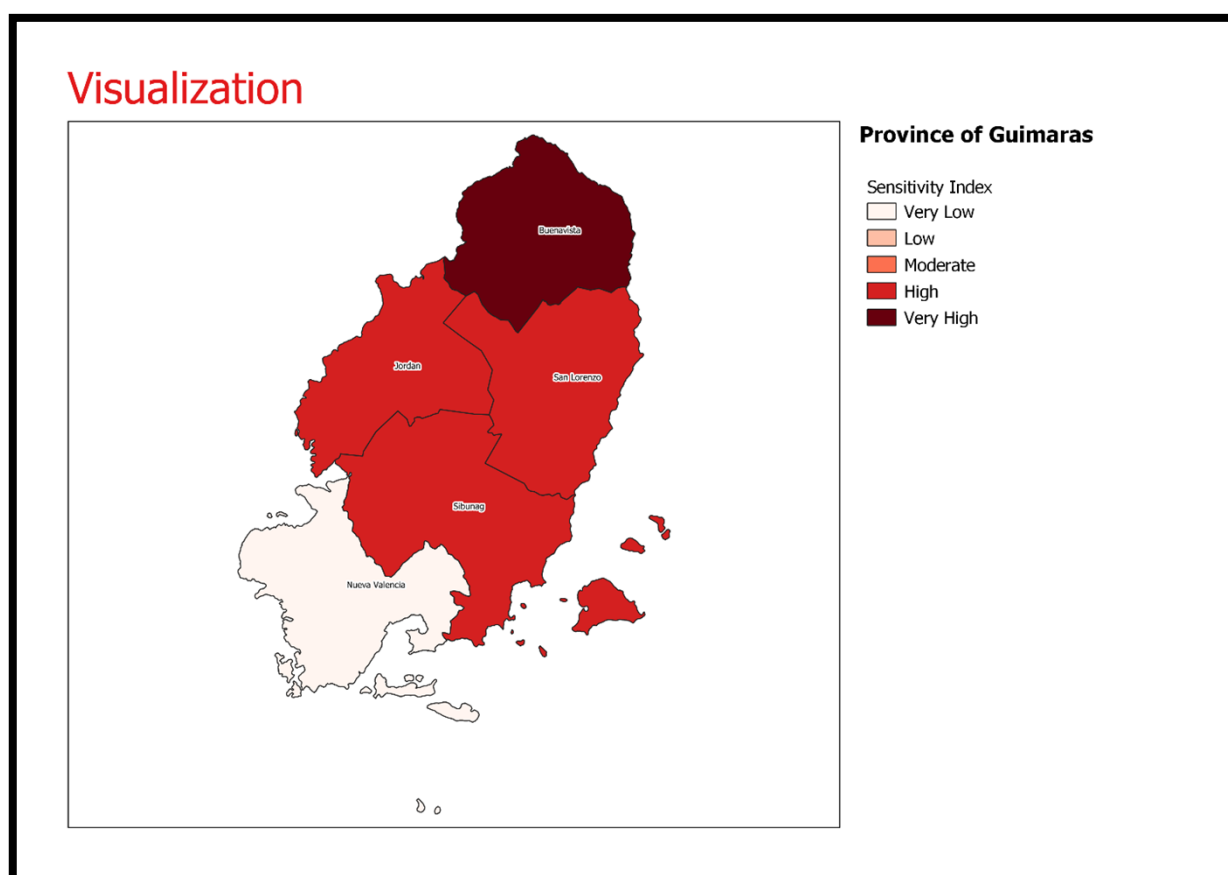 Visualization
Province of Guimaras
Sensitivity Index
Very Low
Low
Moderate
High
Very High
Buenavista
Jordan
San Lorenzo
Sibunag
Nueva Valencia